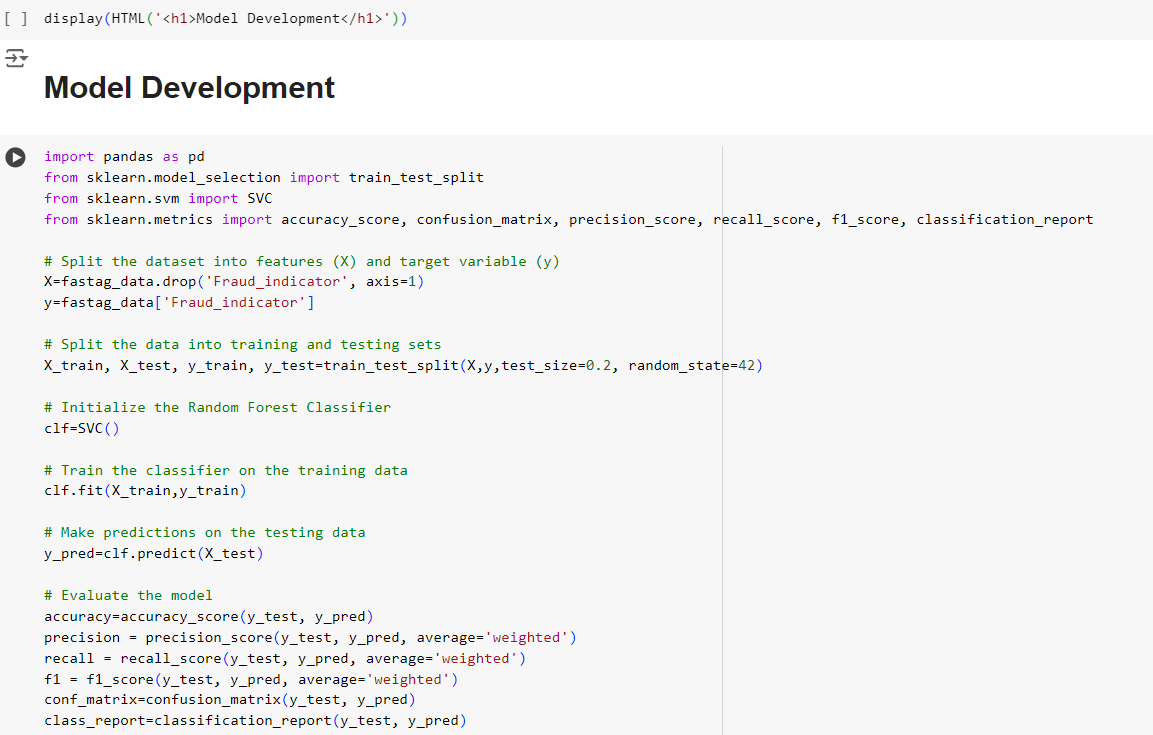 [ ] display(HTML('<h1>Model Development</h1>'))
Model Development
import pandas as pd
from sklearn.model_selection import train_test_split
from sklearn.svm import SVC
from sklearn.metrics import accuracy_score, confusion_matrix, precision_score, recall_score, f1_score, classification_report
# Split the dataset into features (X) and target variable (y)
X=fastag_data.drop('Fraud_indicator', axis=1)
y=fastag_data['Fraud_indicator']
# Split the data into training and testing sets
X_train, X_test, y_train, y_test=train_test_split(X,y,test_size=0.2, random_state=42)
# Initialize the Random Forest Classifier
clf=SVC()
# Train the classifier on the training data
clf.fit(X_train,y_train)
# Make predictions on the testing data
y_pred=clf.predict(X_test)
# Evaluate the model
accuracy=accuracy_score(y_test, y_pred)
precision = precision_score(y_test, y_pred, average='weighted')
recall = recall_score(y_test, y_pred, average='weighted')
f1 = f1_score(y_test, y_pred, average='weighted')
conf_matrix=confusion_matrix(y_test, y_pred)
class_report=classification_report(y_test, y_pred)